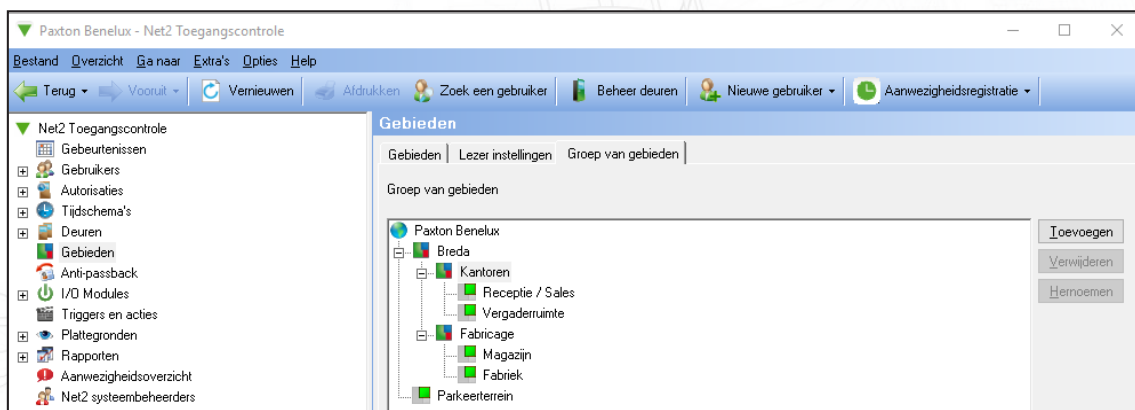 Paxton Benelux - Net2 Toegangscontrole
Bestand Overzicht Ga naar Extra's Opties Help
Terug Vooruit Vernieuwen Afdrukken Zoek een gebruiker Beheer deuren Nieuwe gebruiker Aanwezigheidsregistratie
Net2 Toegangscontrole
Gebeurtenissen
Gebruikers
Autorisaties
Tijdschema's
Deuren
Gebieden
Anti-passback
I/O Modules
Triggers en acties
Plattegronden
Rapporten
Aanwezigheidsoverzicht
Net2 systeembeheerders
Gebieden
Gebieden Lezer instellingen Groep van gebieden
Groep van gebieden
Paxton Benelux
Breda
Kantoren
Receptie / Sales
Vergaderruimte
Fabricage
Magazijn
Fabriek
Parkeerterrein
Toevoegen
Verwijderen
Hernoemen